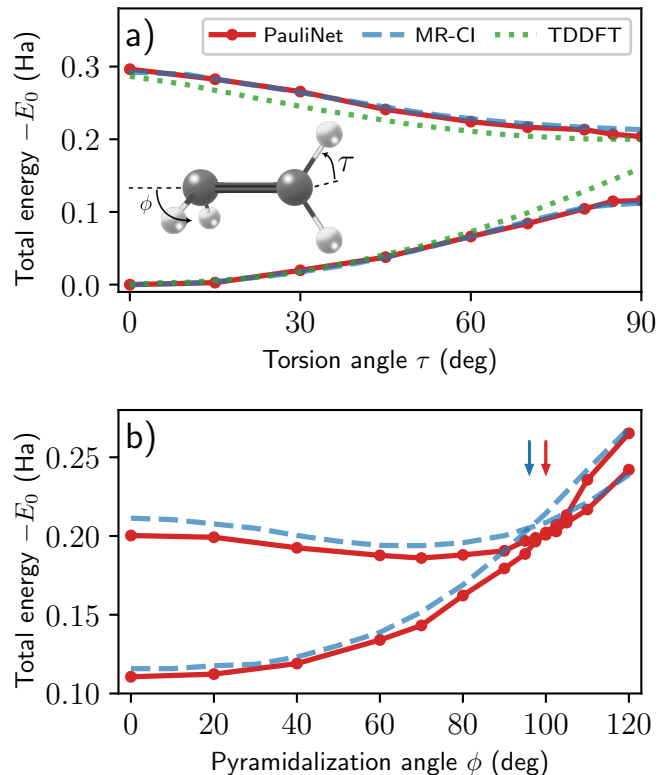 a)
PauliNet
MR-CI
TDDFT
Total energy −E₀ (Ha)
0.3
0.2
0.1
0.0
τ
ϕ
0
30
60
90
Torsion angle τ (deg)
b)
Total energy −E₀ (Ha)
0.25
0.20
0.15
0.10
0
20
40
60
80
100
120
Pyramidalization angle ϕ (deg)